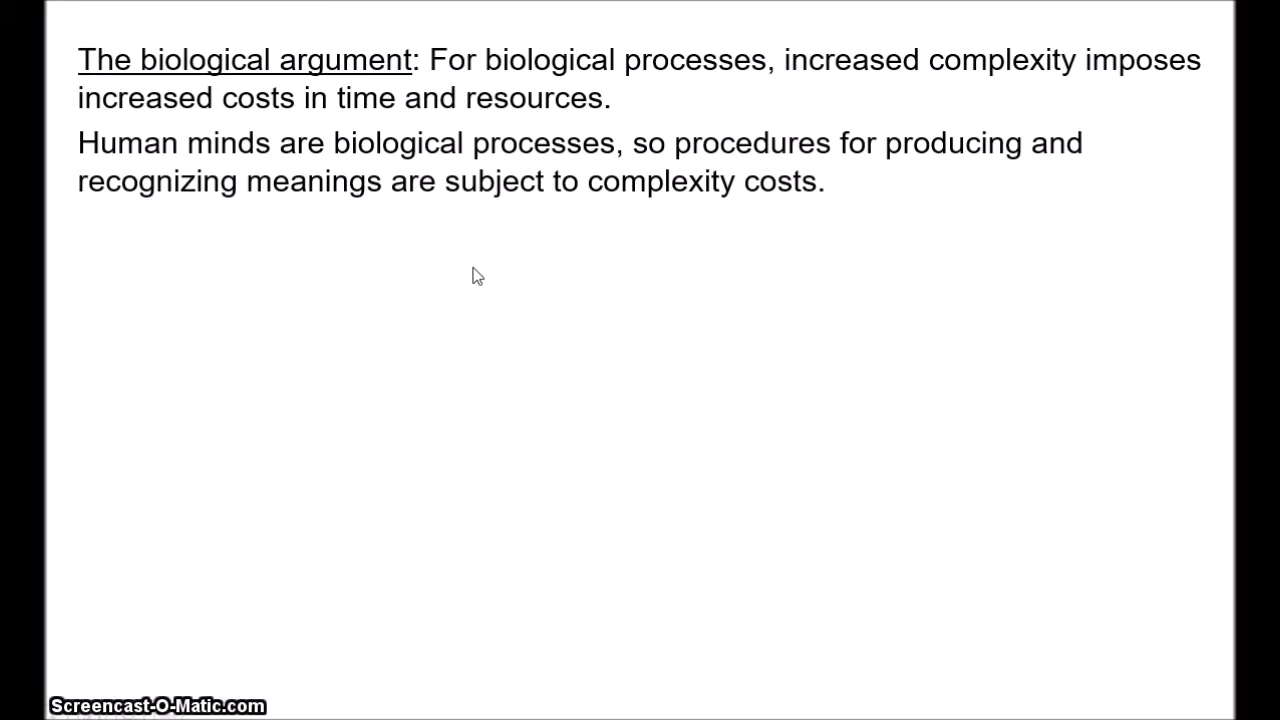 The biological argument: For biological processes, increased complexity imposes
increased costs in time and resources.
Human minds are biological processes, so procedures for producing and
recognizing meanings are subject to complexity costs.
Screencast-O-Matic.com